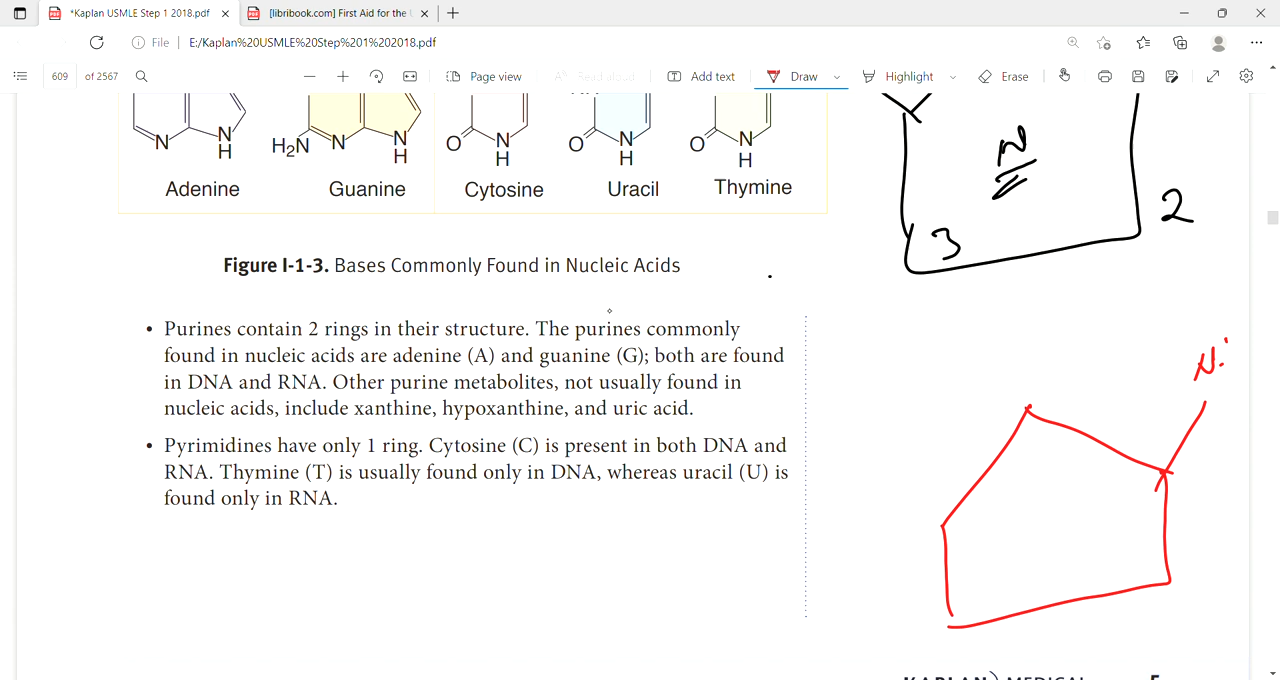 *Kaplan USMLE Step 1 2018.pdf
[libribook.com] First Aid for the
File
E:/Kaplan%20USMLE%20Step%201%202018.pdf
609 of 2567
Page view
Read aloud
Add text
Draw
Highlight
Erase
N
N
H
H2N
N
N
H
O
N
H
O
N
H
O
N
H
Adenine
Guanine
Cytosine
Uracil
Thymine
N
2
3
Figure I-1-3. Bases Commonly Found in Nucleic Acids
• Purines contain 2 rings in their structure. The purines commonly
found in nucleic acids are adenine (A) and guanine (G); both are found
in DNA and RNA. Other purine metabolites, not usually found in
nucleic acids, include xanthine, hypoxanthine, and uric acid.
• Pyrimidines have only 1 ring. Cytosine (C) is present in both DNA and
RNA. Thymine (T) is usually found only in DNA, whereas uracil (U) is
found only in RNA.
N
KAPLAN MEDICAL
5